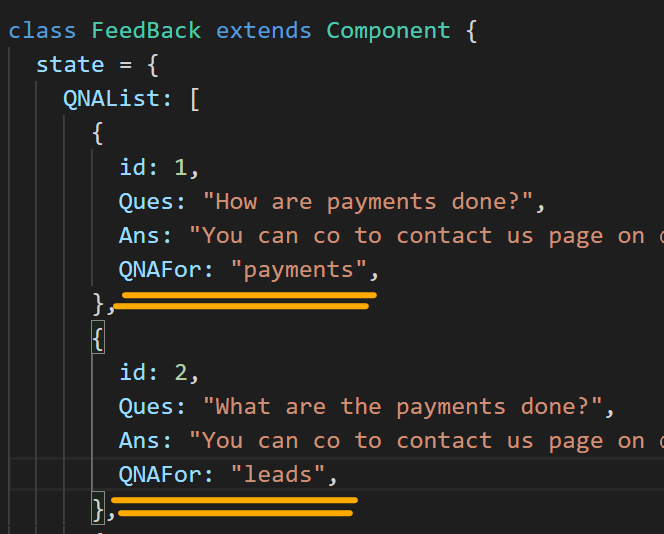 class FeedBack extends Component {
state = {
QNAList: [
{
id: 1,
Ques: "How are payments done?",
Ans: "You can co to contact us page on
QNAFor: "payments",
},
{
id: 2,
Ques: "What are the payments done?",
Ans: "You can co to contact us page on
QNAFor: "leads",
},